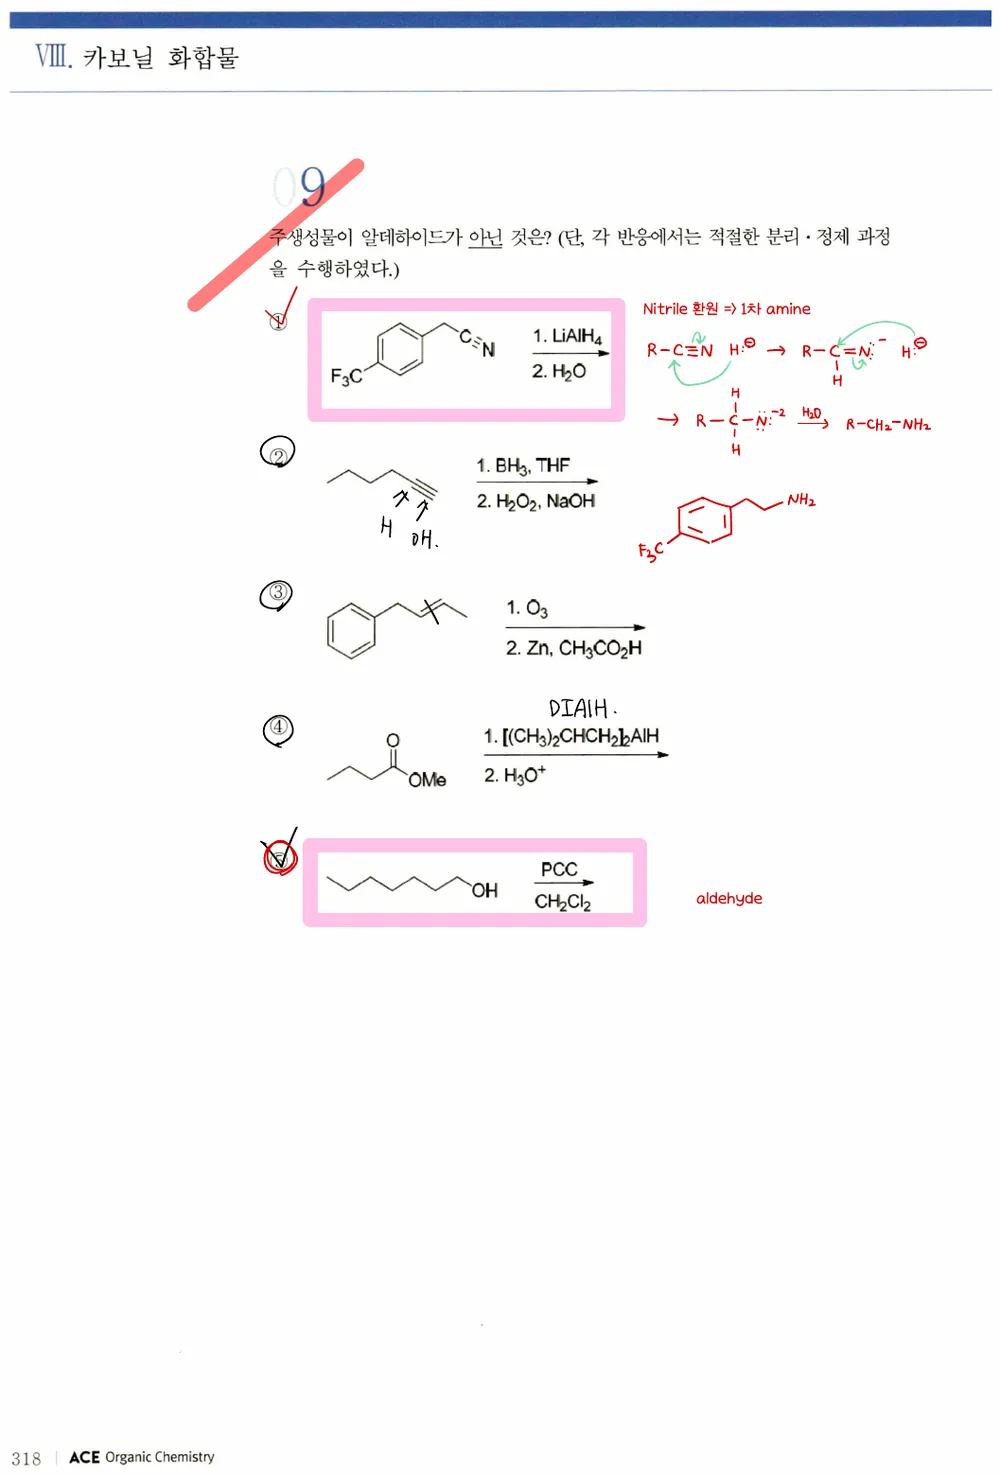 VIII. 카보닐 화합물
09
주생성물이 알데하이드가 아닌 것은? (단, 각 반응에서는 적절한 분리·정제 과정
을 수행하였다.)
Nitrile 환원 => 1차 amine
①
F₃C
C≡N
1. LiAlH₄
2. H₂O
R-C≡N H:⊖ → R-C=N:⁻ H:⊖
H
H
→ R-C-N:⁻² H₂O → R-CH₂-NH₂
H
②
1. BH₃, THF
2. H₂O₂, NaOH
H OH.
NH₂
F₃C
③
1. O₃
2. Zn, CH₃CO₂H
DIAlH.
④
O
OMe
1. [(CH₃)₂CHCH₂]₂AlH
2. H₃O⁺
⑤
OH
PCC
CH₂Cl₂
aldehyde
318 | ACE Organic Chemistry